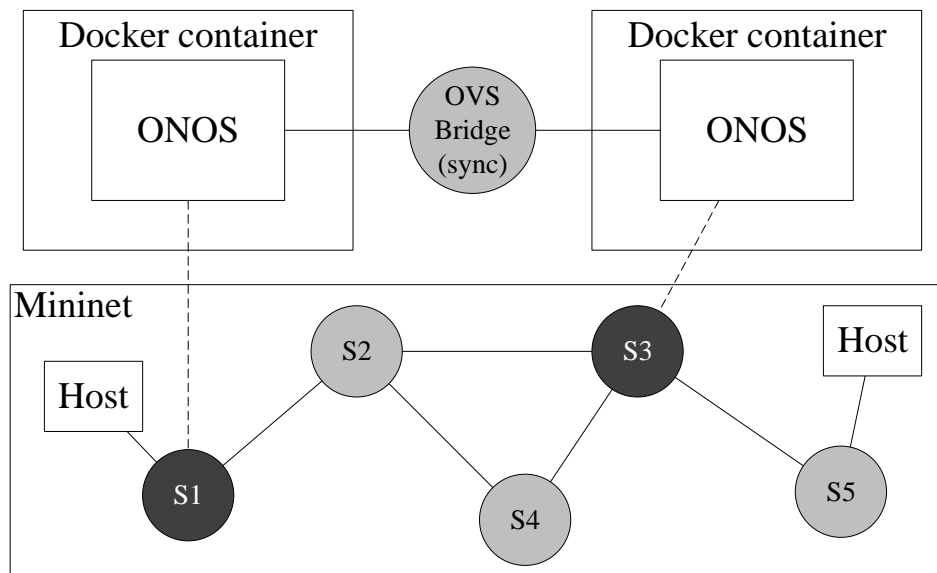 Docker container
ONOS
OVS
Bridge
(sync)
Docker container
ONOS
Mininet
Host
S1
S2
S3
S4
Host
S5